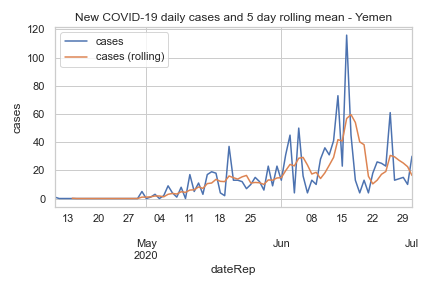 New COVID-19 daily cases and 5 day rolling mean - Yemen
cases
cases (rolling)
120
100
80
60
40
20
0
cases
13 20 27 04 11 18 25 08 15 22 29
May Jun Jul
2020
dateRep